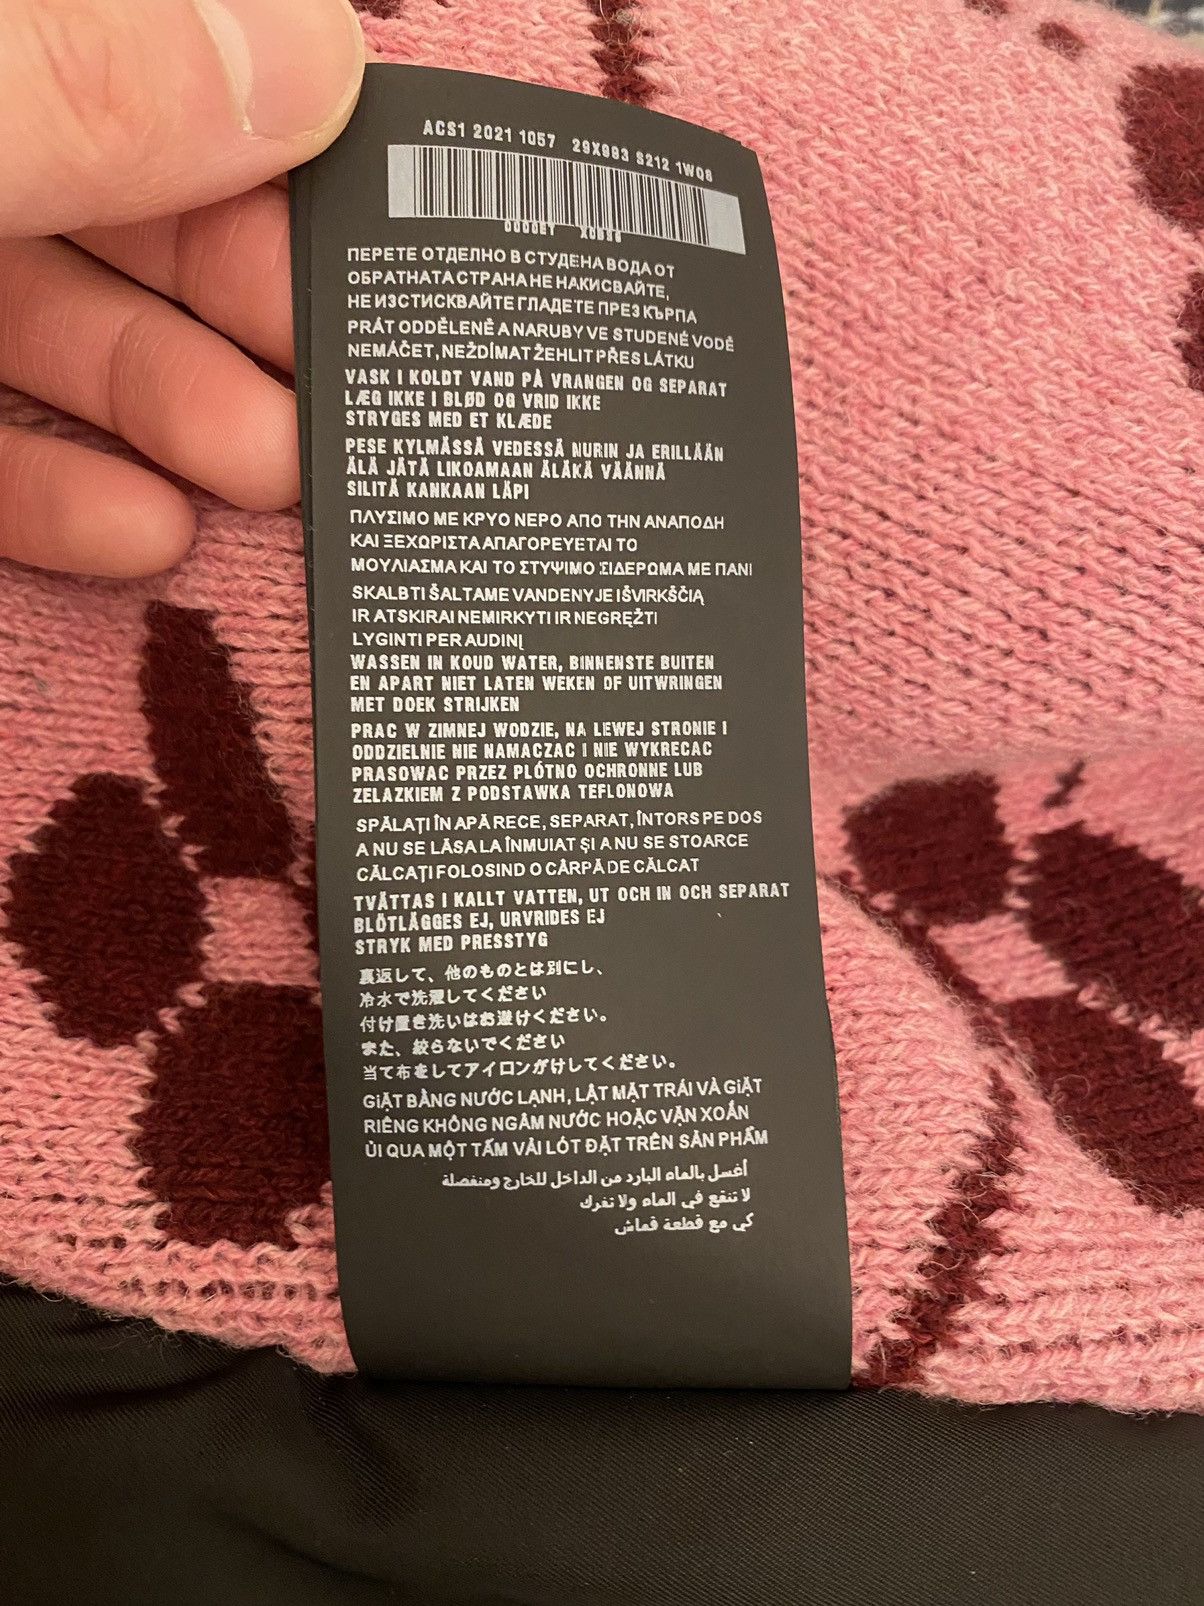 ACS1 2021 1057 29X993 S212 1WQ8
ПЕРЕТЕ ОТДЕЛНО В СТУДЕНА ВОДА ОТ
ОБРАТНАТА СТРАНА НЕ НАКИСВАЙТЕ,
НЕ ИЗСТИСКВАЙТЕ ГЛАДЕТЕ ПРЕЗ КЪРПА
PRÁT ODDĚLENĚ A NARUBY VE STUDENÉ VODĚ
NEMÁČET, NEŽDÍMAT ŽEHLIT PŘES LÁTKU
VASK I KOLDT VAND PÅ VRANGEN OG SEPARAT
LÆG IKKE I BLØD OG VRID IKKE
STRYGES MED ET KLÆDE
PESE KYLMÄSSÄ VEDESSÄ NURIN JA ERILLÄÄN
ÄLÄ JÄTÄ LIKOAMAAN ÄLÄKÄ VÄÄNNÄ
SILITÄ KANKAAN LÄPI
ΠΛΥΣΙΜΟ ΜΕ ΚΡΥΟ ΝΕΡΟ ΑΠΟ ΤΗΝ ΑΝΑΠΟΔΗ
ΚΑΙ ΞΕΧΩΡΙΣΤΑ ΑΠΑΓΟΡΕΥΕΤΑΙ ΤΟ
ΜΟΥΛΙΑΣΜΑ ΚΑΙ ΤΟ ΣΤΥΨΙΜΟ ΣΙΔΕΡΩΜΑ ΜΕ ΠΑΝΙ
SKALBTI ŠALTAME VANDENYJE IŠVIRKŠČIĄ
IR ATSKIRAI NEMIRKYTI IR NEGRĘŽTI
LYGINTI PER AUDINĮ
WASSEN IN KOUD WATER, BINNENSTE BUITEN
EN APART NIET LATEN WEKEN OF UITWRINGEN
MET DOEK STRIJKEN
PRAC W ZIMNEJ WODZIE, NA LEWEJ STRONIE I
ODDZIELNIE NIE NAMACZAC I NIE WYKRECAC
PRASOWAC PRZEZ PLÓTNO OCHRONNE LUB
ZELAZKIEM Z PODSTAWKA TEFLONOWA
SPĂLAȚI ÎN APĂ RECE, SEPARAT, ÎNTORS PE DOS
A NU SE LĂSA LA ÎNMUIAT ȘI A NU SE STOARCE
CĂLCAȚI FOLOSIND O CÂRPĂ DE CĂLCAT
TVÄTTAS I KALLT VATTEN, UT OCH IN OCH SEPARAT
BLÖTLÄGGES EJ, URVRIDES EJ
STRYK MED PRESSTYG
裏返して、他のものとは別にし、
冷水で洗濯してください
付け置き洗いはお避けください。
また、絞らないでください
当て布をしてアイロンがけしてください。
GIẶT BẰNG NƯỚC LẠNH, LẬT MẶT TRÁI VÀ GIẶT
RIÊNG KHÔNG NGÂM NƯỚC HOẶC VẶN XOẮN
ỦI QUA MỘT TẤM VẢI LÓT ĐẶT TRÊN SẢN PHẨM
أغسل بالماء البارد من الداخل للخارج ومنفصلة
لا تنقع في الماء ولا تفرك
كي مع قطعة قماش